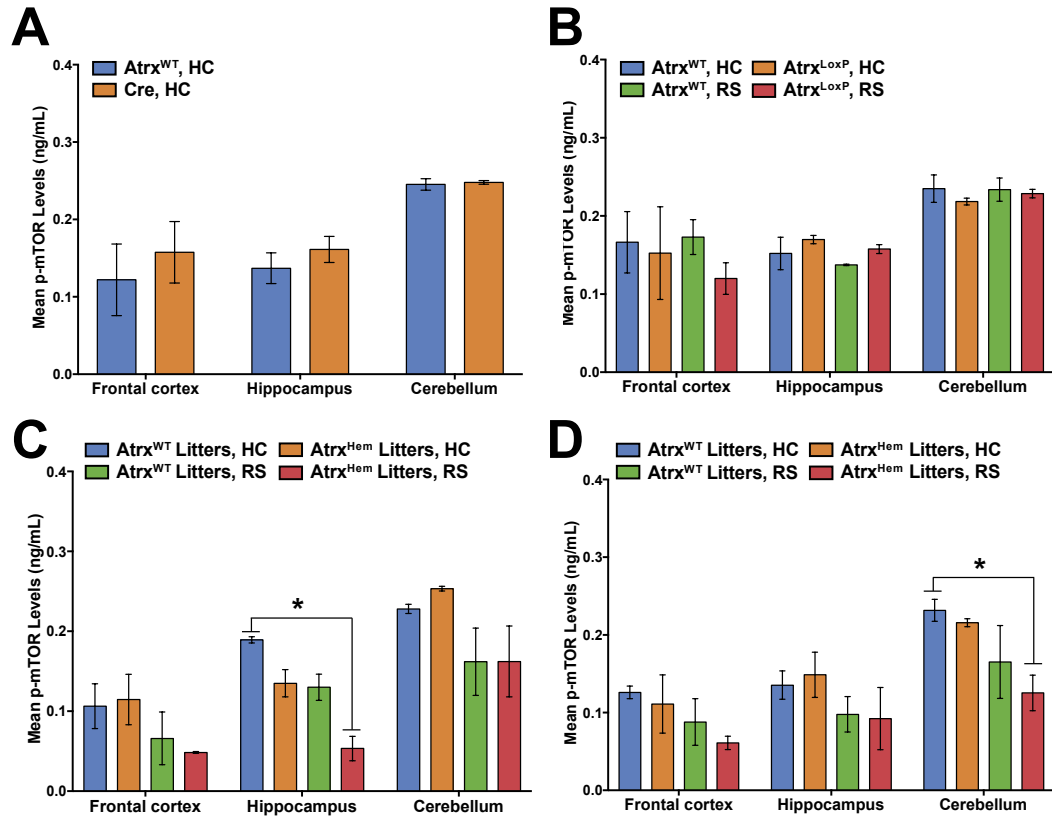 A
Atrx^WT, HC
Cre, HC
Mean p-mTOR Levels (ng/mL)
0.4
0.3
0.2
0.1
0.0
Frontal cortex
Hippocampus
Cerebellum
B
Atrx^WT, HC
Atrx^LoxP, HC
Atrx^WT, RS
Atrx^LoxP, RS
Mean p-mTOR Levels (ng/mL)
0.4
0.3
0.2
0.1
0.0
Frontal cortex
Hippocampus
Cerebellum
C
Atrx^WT Litters, HC
Atrx^Hem Litters, HC
Atrx^WT Litters, RS
Atrx^Hem Litters, RS
Mean p-mTOR Levels (ng/mL)
0.4
0.3
0.2
0.1
0.0
*
Frontal cortex
Hippocampus
Cerebellum
D
Atrx^WT Litters, HC
Atrx^Hem Litters, HC
Atrx^WT Litters, RS
Atrx^Hem Litters, RS
Mean p-mTOR Levels (ng/mL)
0.4
0.3
0.2
0.1
0.0
*
Frontal cortex
Hippocampus
Cerebellum